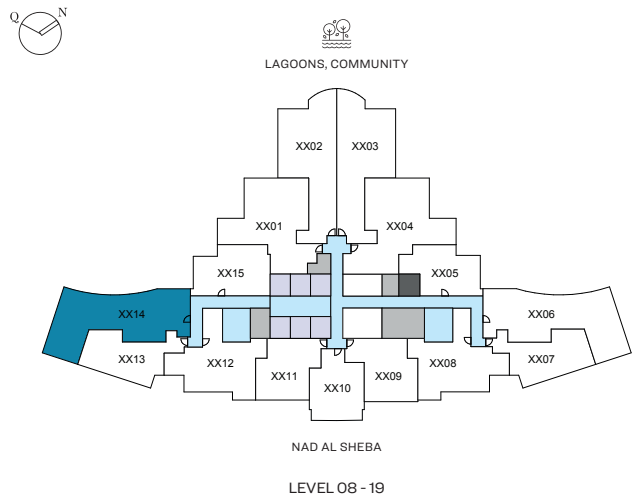 Q N
LAGOONS, COMMUNITY
XX02 XX03
XX01 XX04
XX15 XX05
XX14 XX06
XX13 XX12 XX08 XX07
XX11 XX10 XX09
NAD AL SHEBA
LEVEL 08 - 19